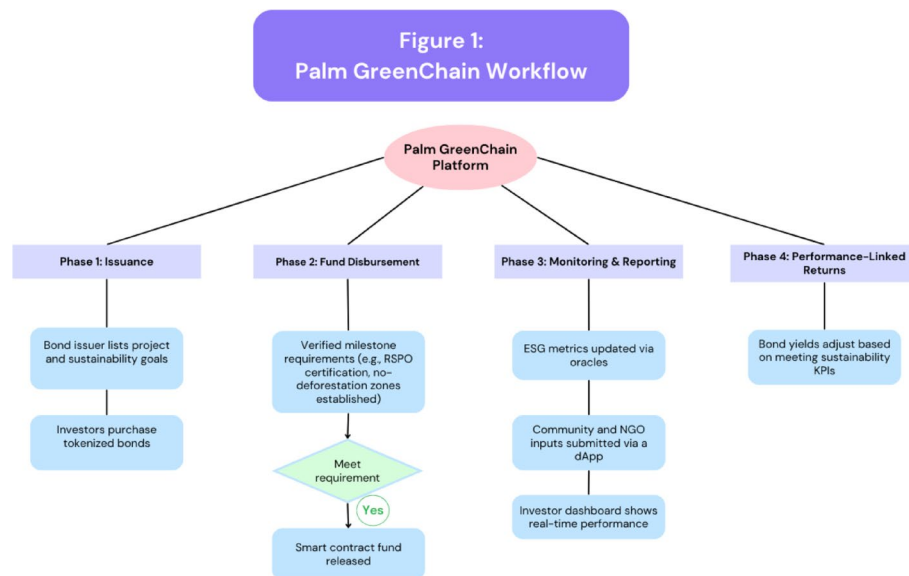 Figure 1:
Palm GreenChain Workflow
Palm GreenChain
Platform
Phase 1: Issuance
Phase 2: Fund Disbursement
Phase 3: Monitoring & Reporting
Phase 4: Performance-Linked
Returns
Bond issuer lists project
and sustainability goals
Investors purchase
tokenized bonds
Verified milestone
requirements (e.g., RSPO
certification, no-
deforestation zones
established)
Meet
requirement
Yes
Smart contract fund
released
ESG metrics updated via
oracles
Community and NGO
inputs submitted via a
dApp
Investor dashboard shows
real-time performance
Bond yields adjust based
on meeting sustainability
KPIs